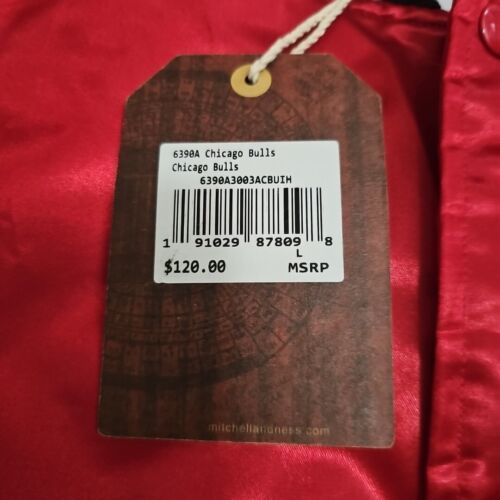 6390A Chicago Bulls
Chicago Bulls
6390A3003ACBUIH
1 91029 87809 8
L
$120.00 MSRP
mitchellandness.com